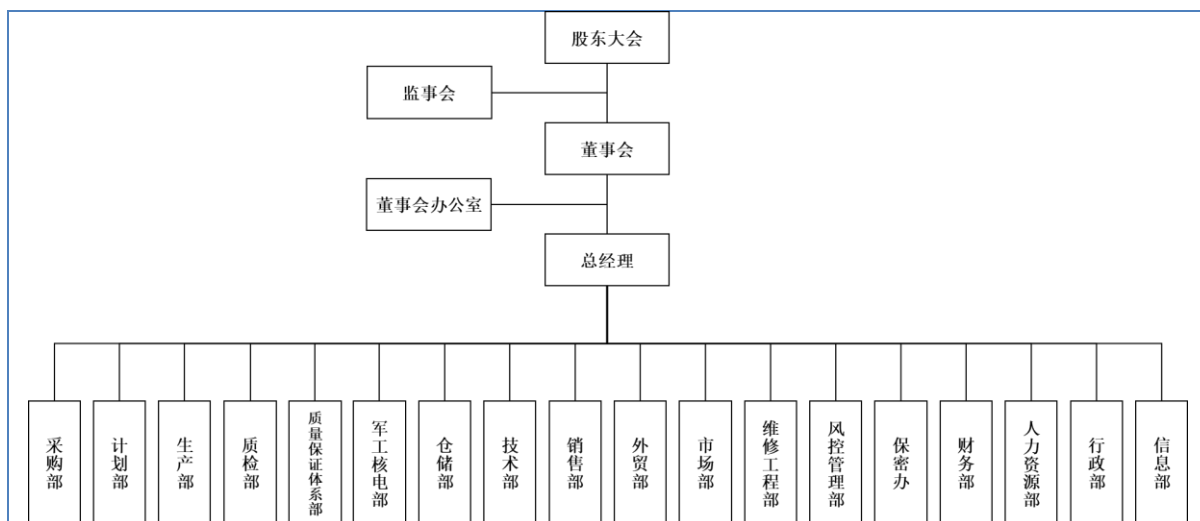 股东大会
监事会
董事会
董事会办公室
总经理
采购部
计划部
生产部
质检部
质量保证体系部
军工核电部
仓储部
技术部
销售部
外贸部
市场部
维修工程部
风控管理部
保密办
财务部
人力资源部
行政部
信息部